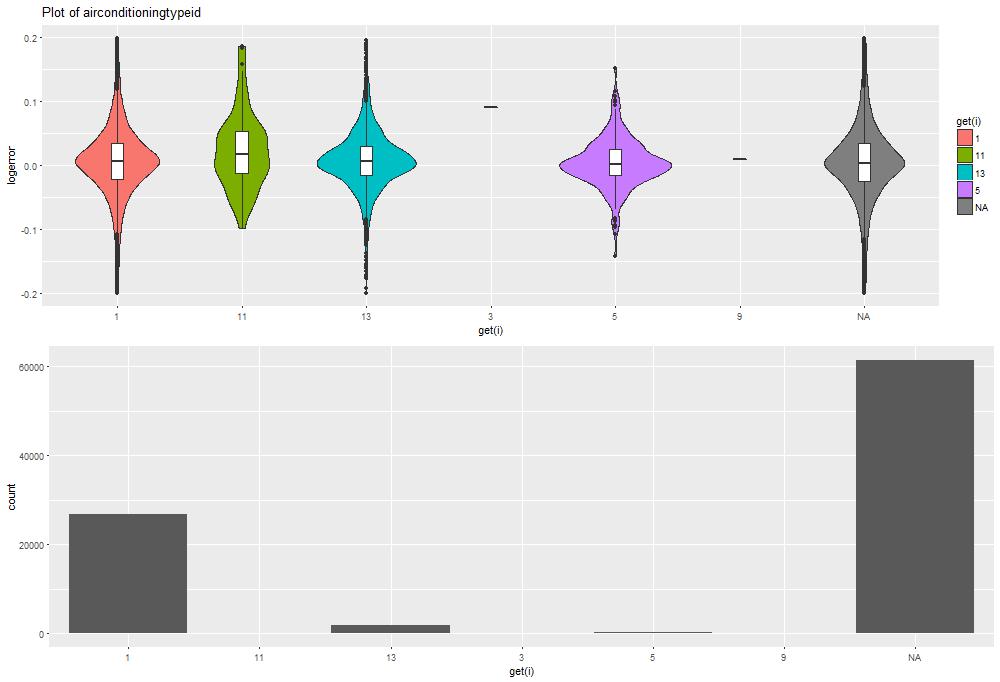 Plot of airconditioningtypeid
0.2
0.1
0.0
-0.1
-0.2
logerror
1 11 13 3 5 9 NA
get(i)
get(i)
1
11
13
5
NA
60000
40000
20000
0
count
1 11 13 3 5 9 NA
get(i)